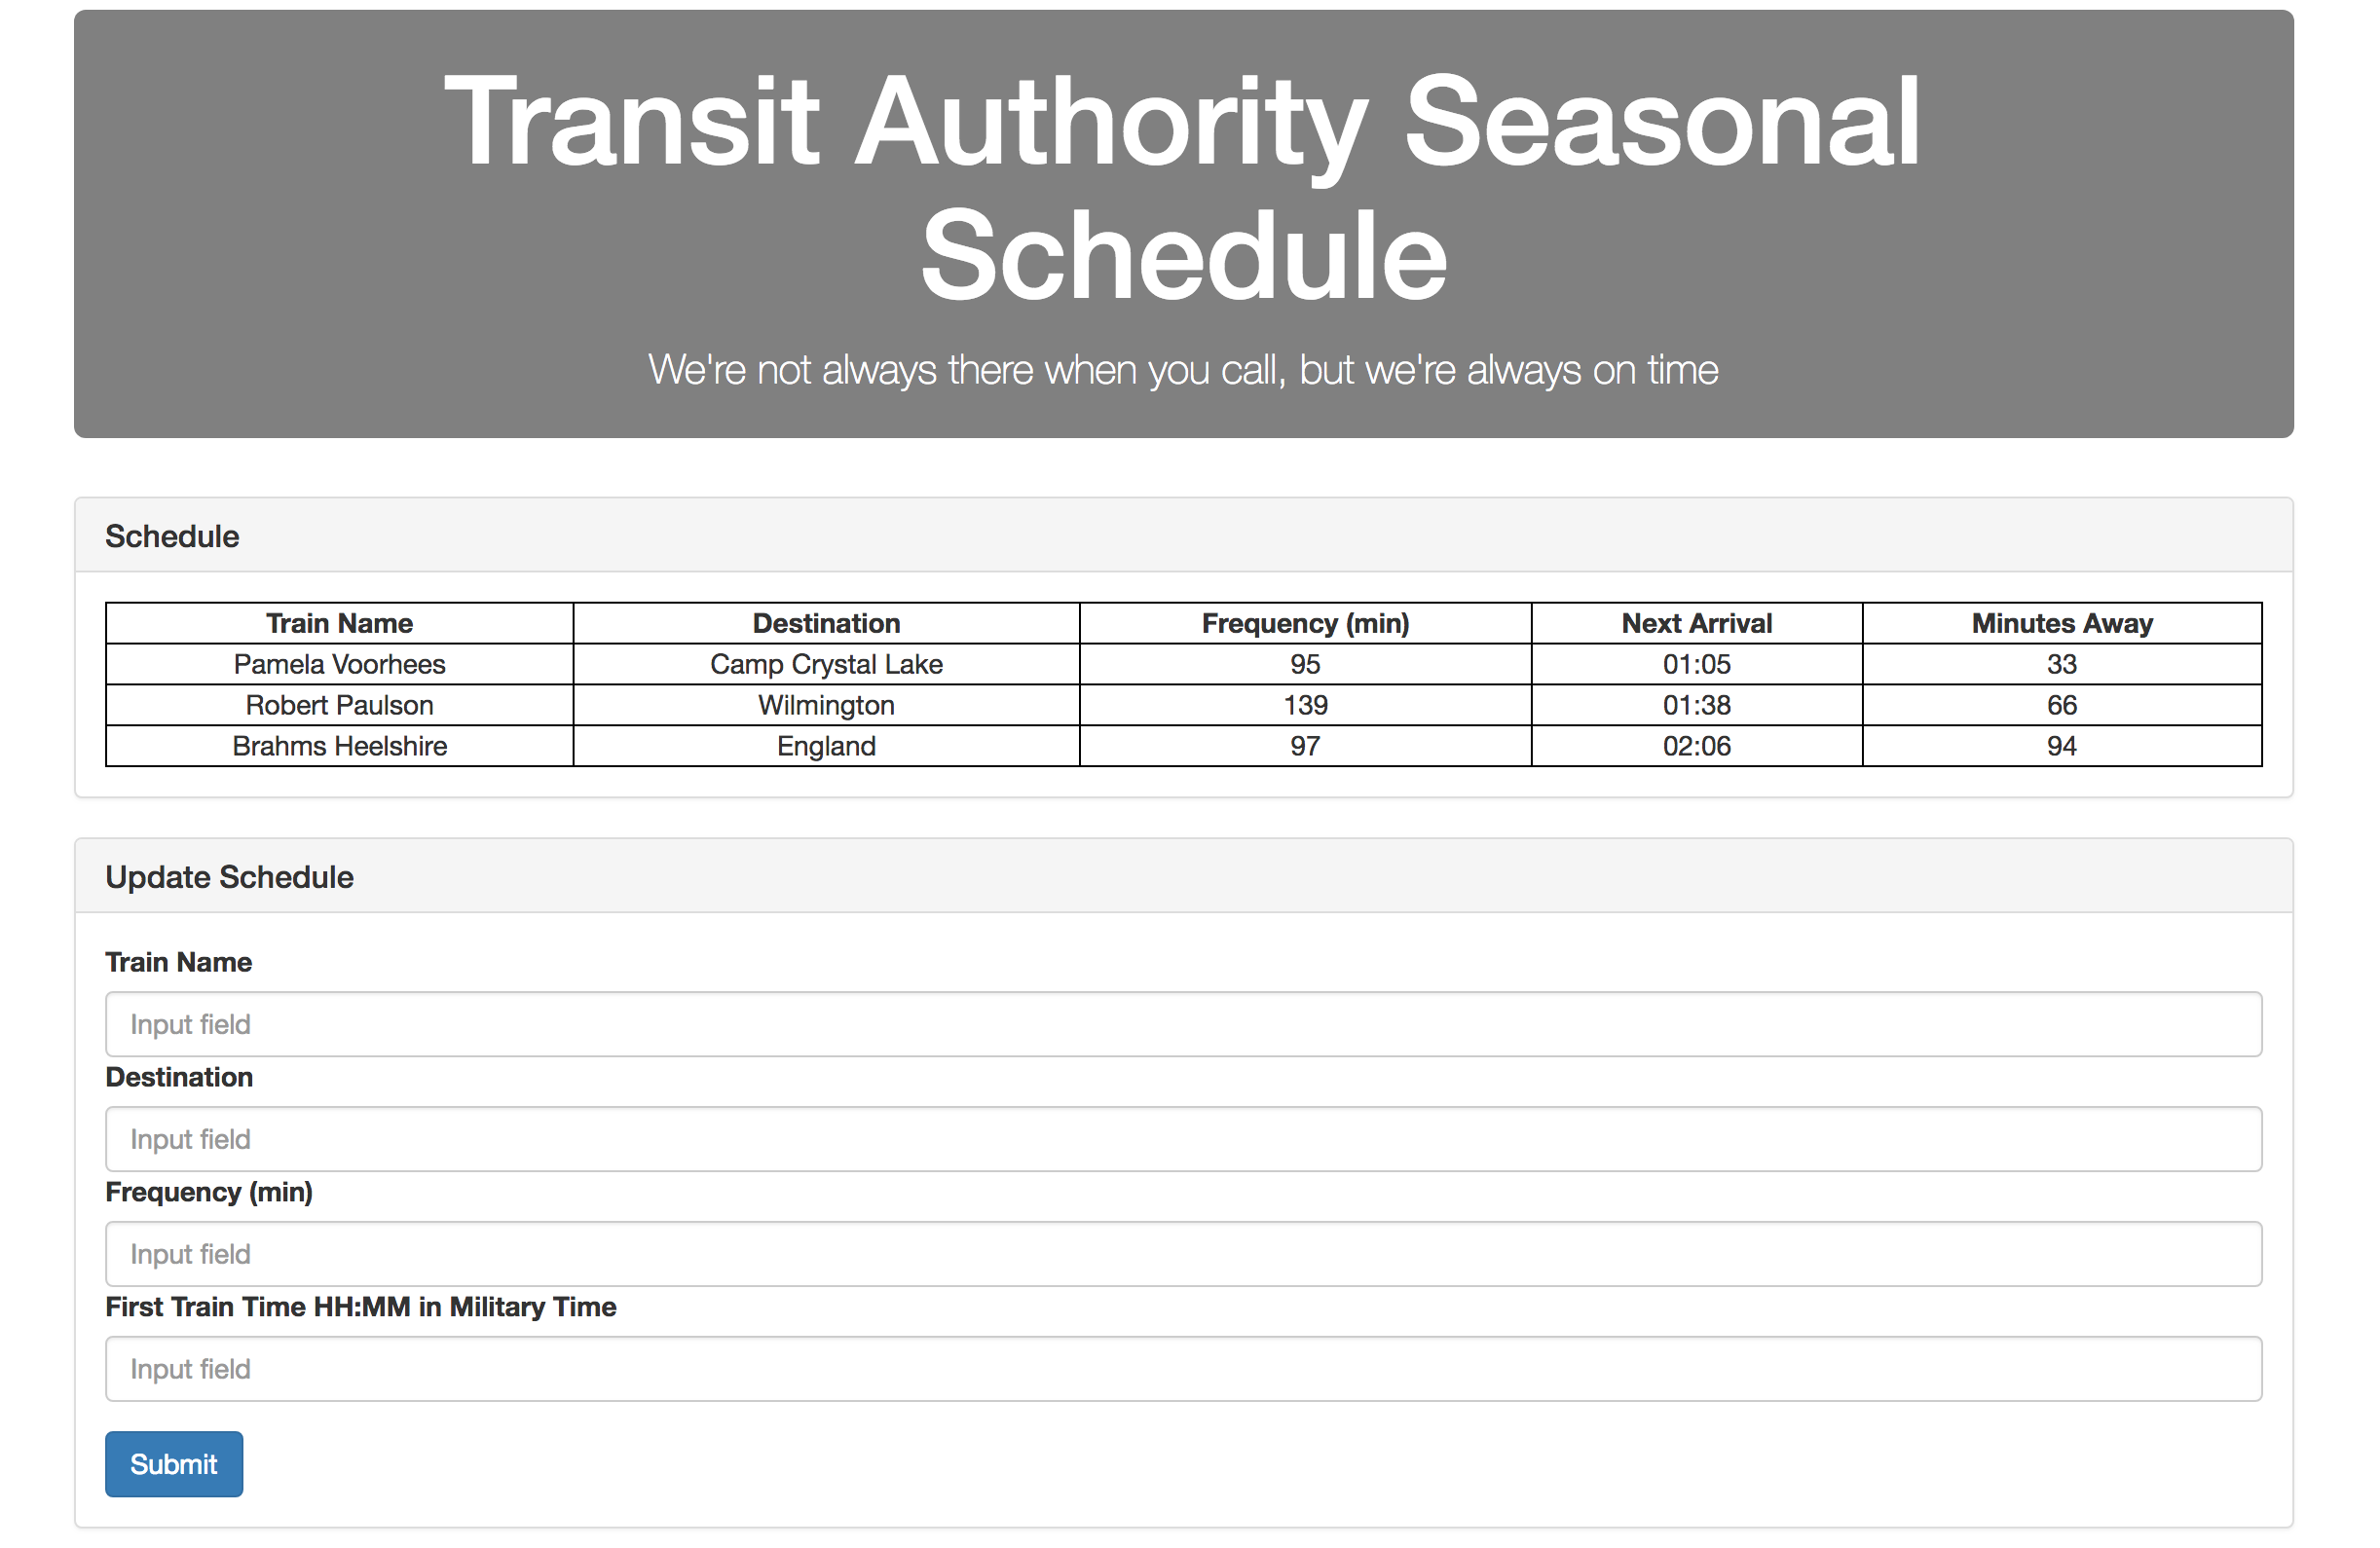 Transit Authority Seasonal
Schedule
We're not always there when you call, but we're always on time
Schedule
Train Name Destination Frequency (min) Next Arrival Minutes Away
Pamela Voorhees Camp Crystal Lake 95 01:05 33
Robert Paulson Wilmington 139 01:38 66
Brahms Heelshire England 97 02:06 94
Update Schedule
Train Name
Input field
Destination
Input field
Frequency (min)
Input field
First Train Time HH:MM in Military Time
Input field
Submit